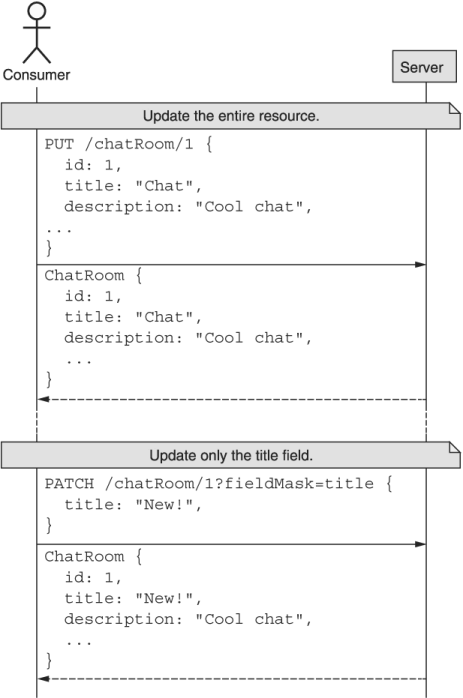 Consumer
Server
Update the entire resource.
PUT /chatRoom/1 {
  id: 1,
  title: "Chat",
  description: "Cool chat",
...
}
ChatRoom {
  id: 1,
  title: "Chat",
  description: "Cool chat",
  ...
}
Update only the title field.
PATCH /chatRoom/1?fieldMask=title {
  title: "New!",
}
ChatRoom {
  id: 1,
  title: "New!",
  description: "Cool chat",
  ...
}